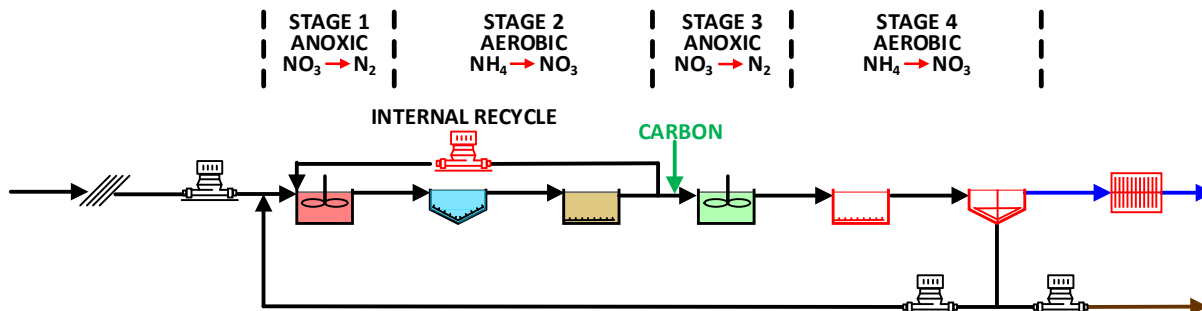 STAGE 1
ANOXIC
NO₃ → N₂
STAGE 2
AEROBIC
NH₄ → NO₃
STAGE 3
ANOXIC
NO₃ → N₂
STAGE 4
AEROBIC
NH₄ → NO₃
INTERNAL RECYCLE
CARBON